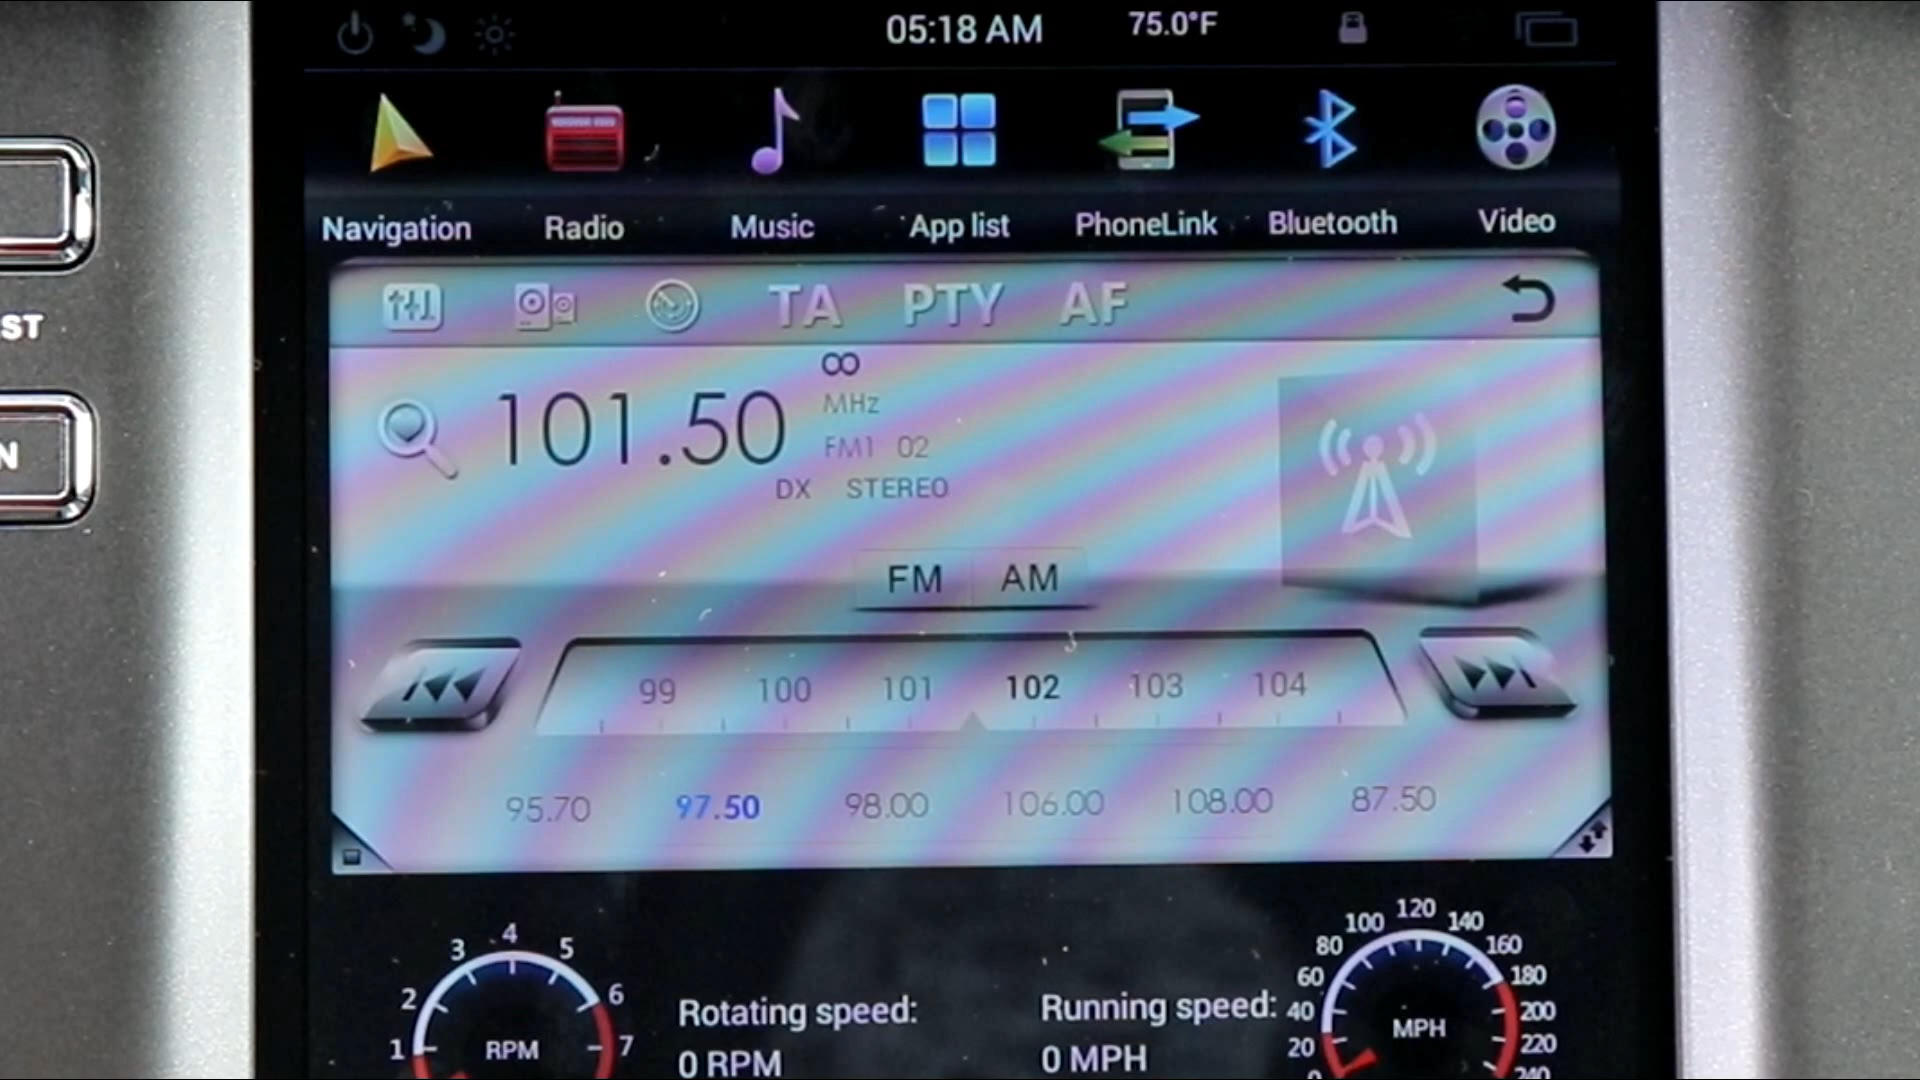 05:18 AM 75.0°F
Navigation Radio Music App list PhoneLink Bluetooth Video
TA PTY AF
ST
101.50
MHz
FM1 02
DX STEREO
N
FM AM
99 100 101 102 103 104
95.70 97.50 98.00 106.00 108.00 87.50
1 2 3 4 5 6 7
RPM
Rotating speed:
0 RPM
Running speed:
0 MPH
0 20 40 60 80 100 120 140 160 180 200 220 240
MPH